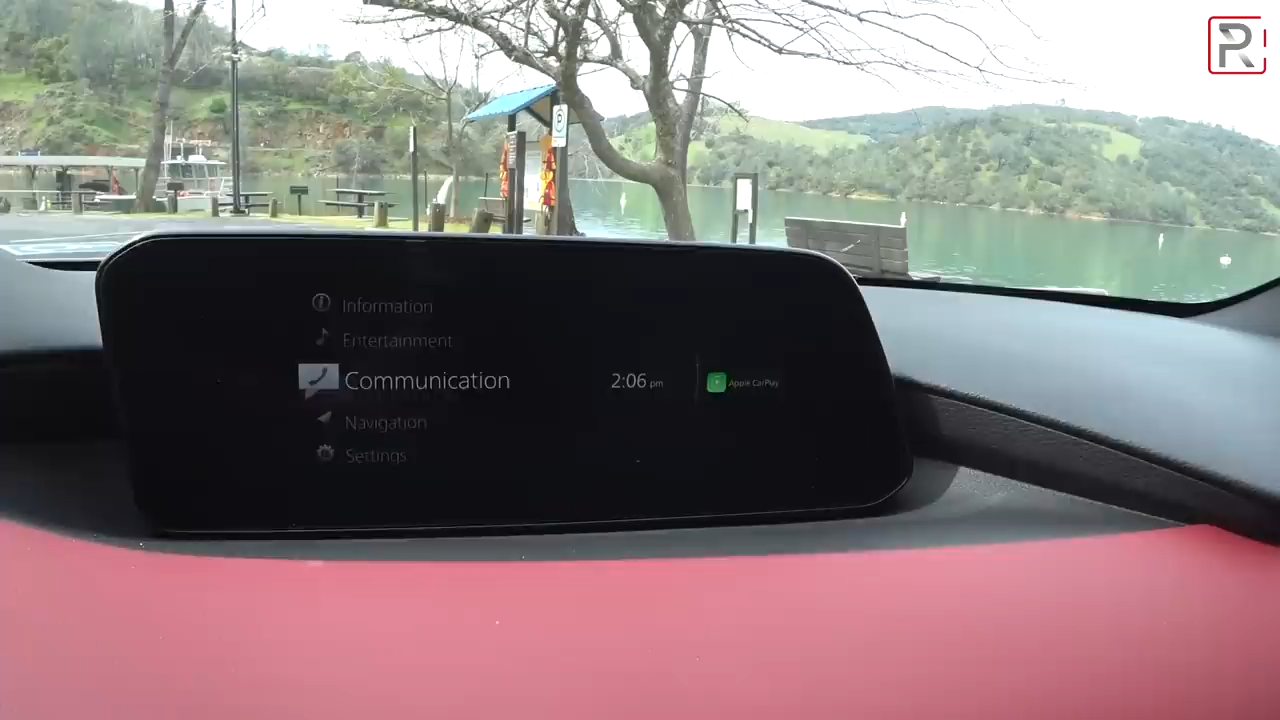 R
P
Information
Entertainment
Communication
2:06 pm
Apple CarPlay
Navigation
Settings